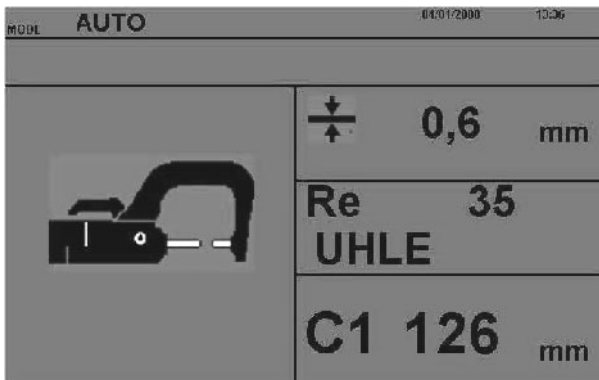 MODE AUTO 04/01/2000 13:36
0,6 mm
Re 35
UHLE
C1 126 mm